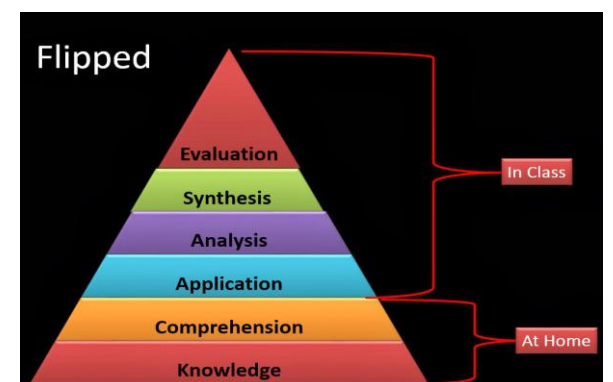 Flipped
Evaluation
Synthesis
Analysis
Application
Comprehension
Knowledge
In Class
At Home